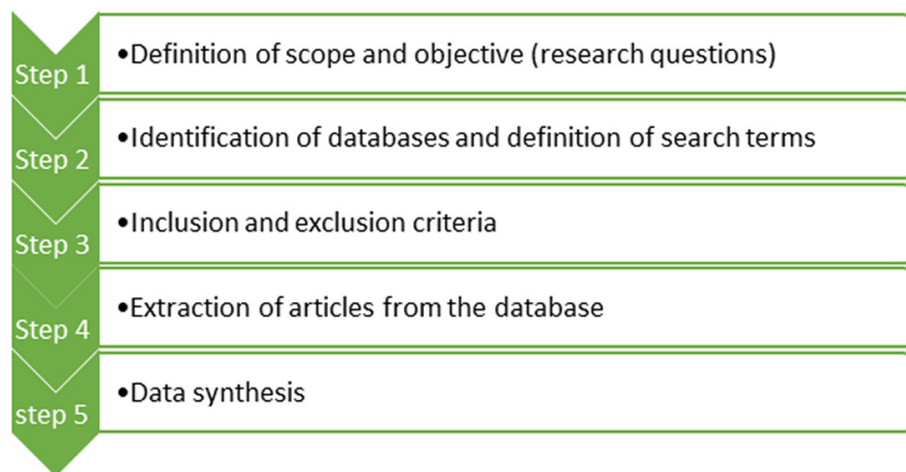 Step 1
•Definition of scope and objective (research questions)
Step 2
•Identification of databases and definition of search terms
Step 3
•Inclusion and exclusion criteria
Step 4
•Extraction of articles from the database
step 5
•Data synthesis